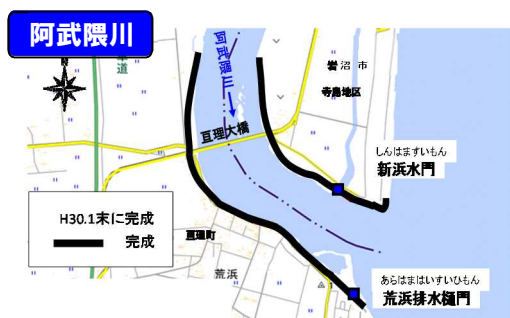 阿武隈川
車道
阿武隈川
岩沼市
寺島地区
亘理大橋
しんはますいもん
新浜水門
H30.1末に完成
完成
亘理町
荒浜
あらはまはいすいひもん
荒浜排水樋門